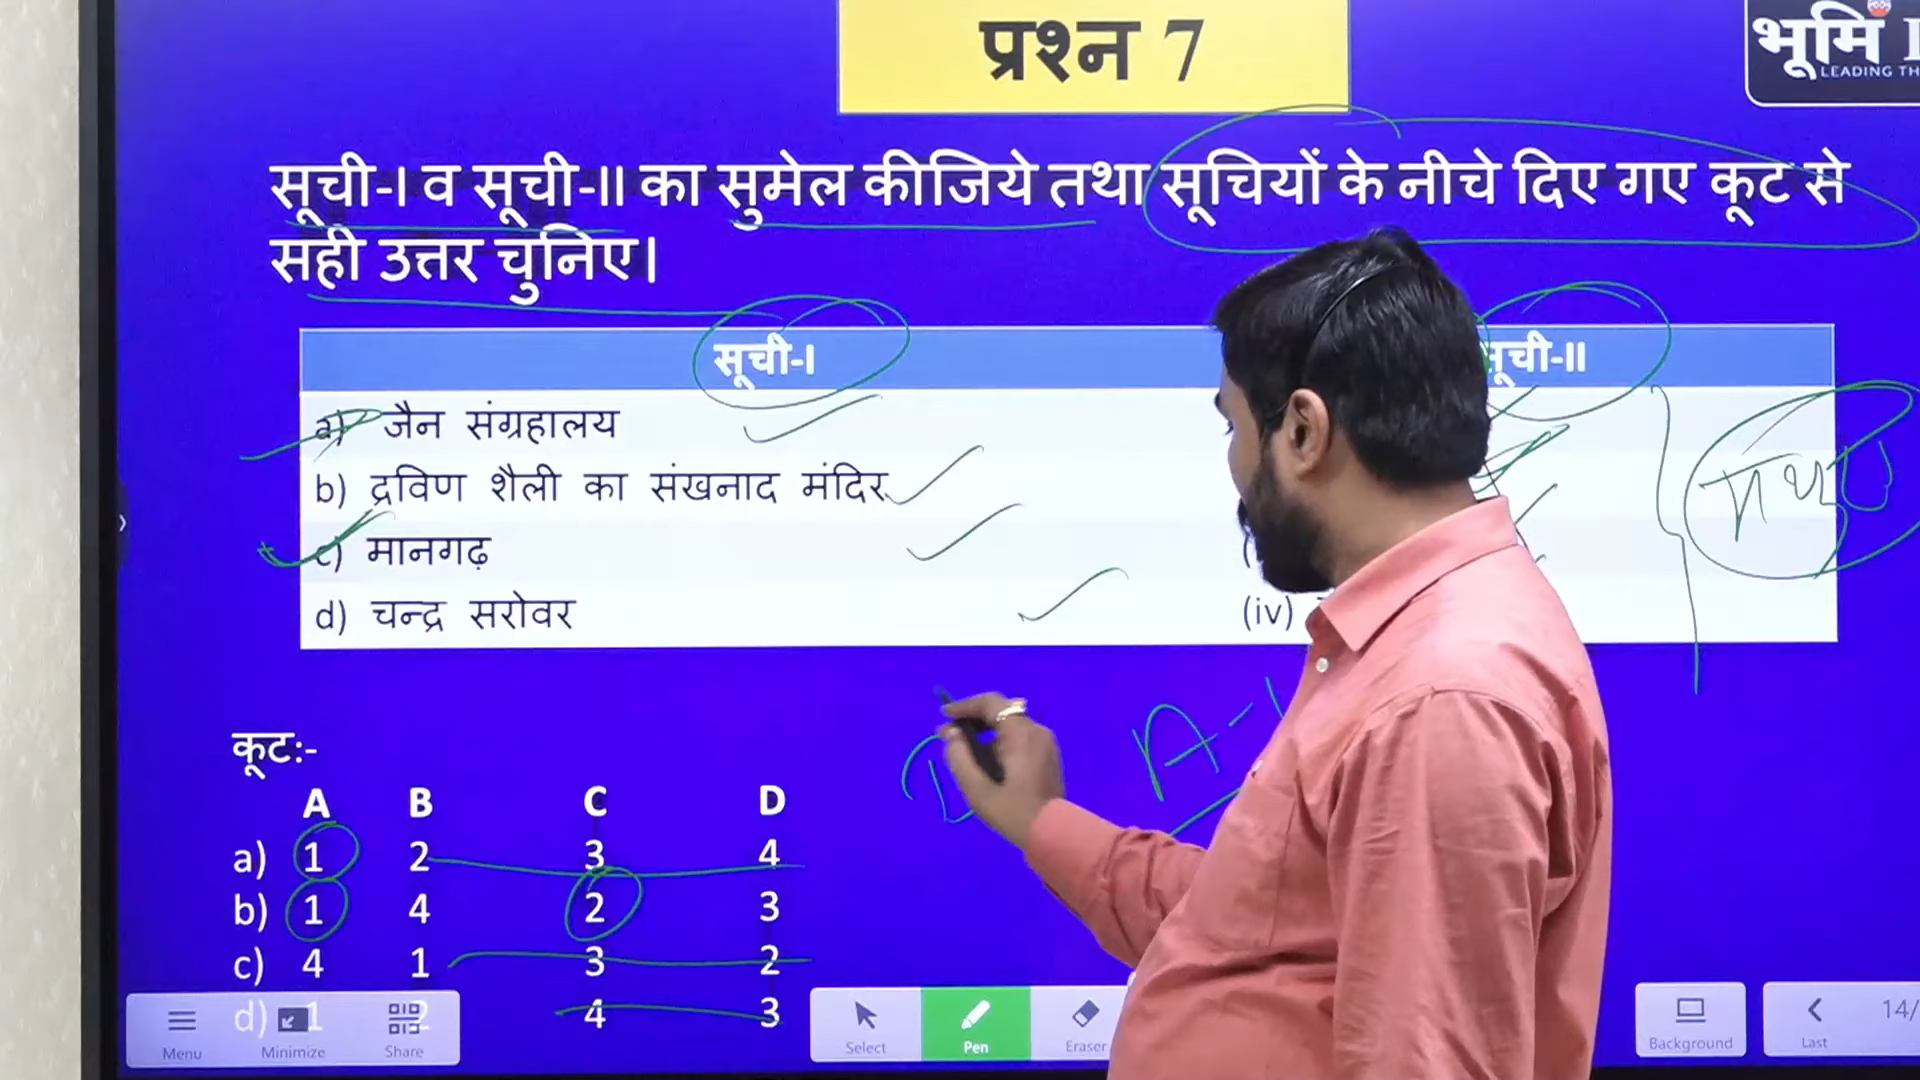 प्रश्न 7
भूमि
LEADING TH
सूची-I व सूची-II का सुमेल कीजिये तथा सूचियों के नीचे दिए गए कूट से
सही उत्तर चुनिए।
सूची-I सूची-II
a) जैन संग्रहालय
b) द्रविण शैली का संखनाद मंदिर
c) मानगढ़
d) चन्द्र सरोवर (iv)
A-1
कूट:-
A B C D
a) 1 2 3 4
b) 1 4 2 3
c) 4 1 3 2
d) 1 2 4 3
Menu Minimize Share Select Pen Eraser Background Last 14/